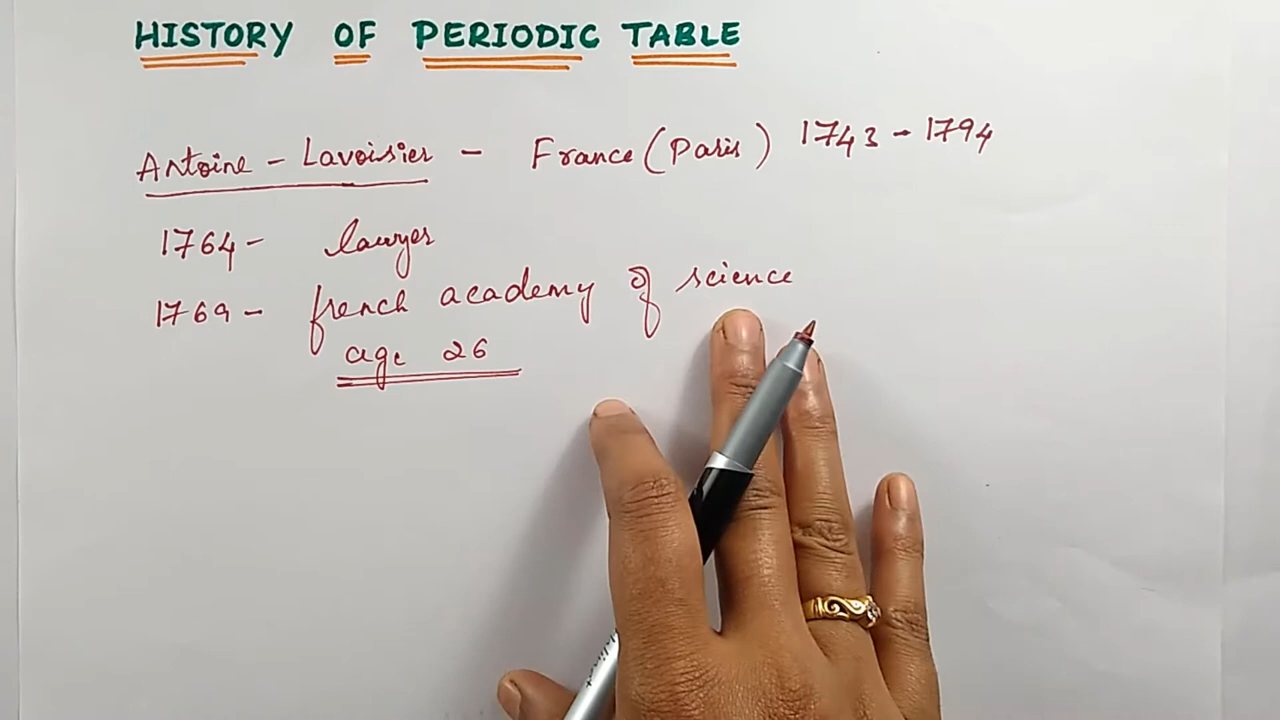 HISTORY OF PERIODIC TABLE
Antoine - Lavoisier - France (Paris) 1743 - 1794
1764 - lawyer
1769 - french academy of science
age 26